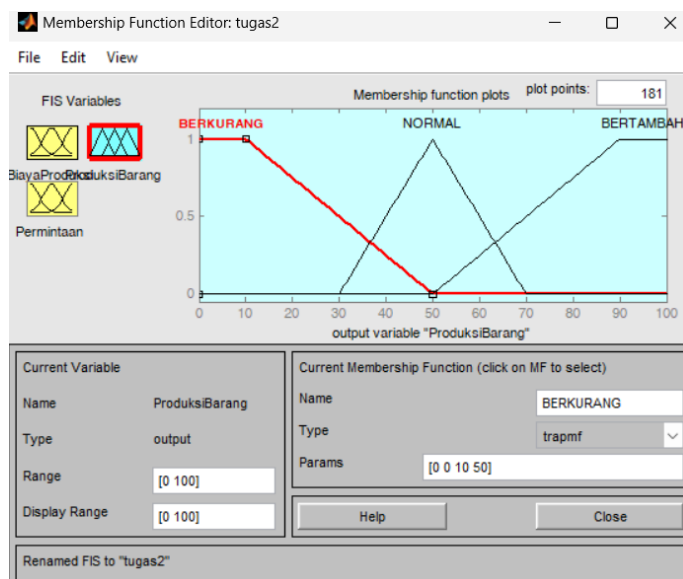 Membership Function Editor: tugas2
File Edit View
FIS Variables
Membership function plots
plot points:
181
BERKURANG
NORMAL
BERTAMBAH
BiayaProduksi
ProduksiBarang
Permintaan
1
0.5
0
0 10 20 30 40 50 60 70 80 90 100
output variable "ProduksiBarang"
Current Variable
Name ProduksiBarang
Type output
Range [0 100]
Display Range [0 100]
Current Membership Function (click on MF to select)
Name BERKURANG
Type trapmf
Params [0 0 10 50]
Help Close
Renamed FIS to "tugas2"